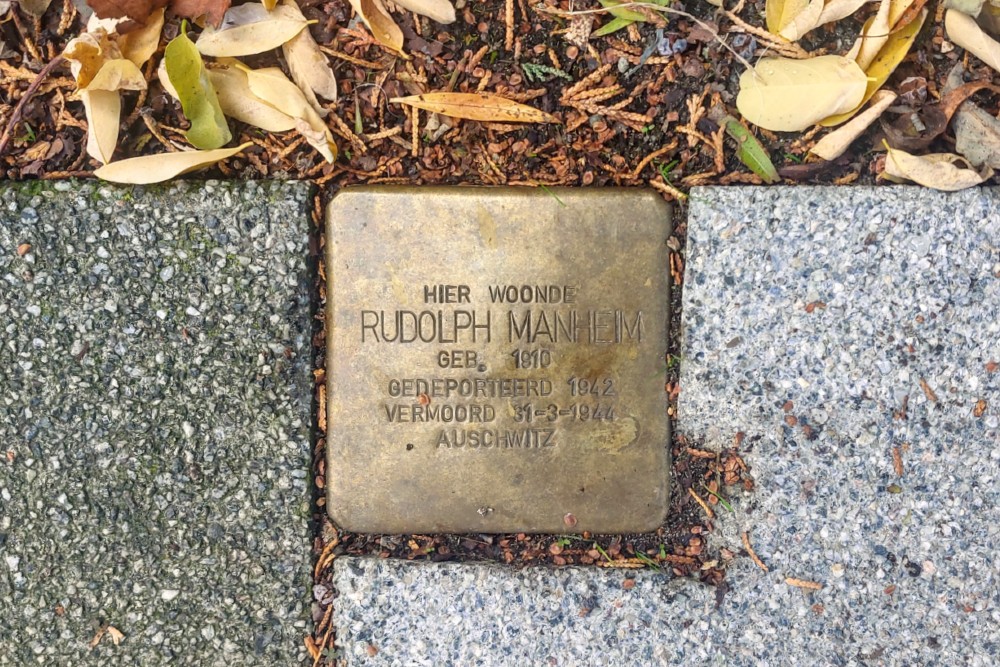 HIER WOONDE
RUDOLPH MANHEIM
GEB. 1910
GEDEPORTEERD 1942
VERMOORD 31-3-1944
AUSCHWITZ